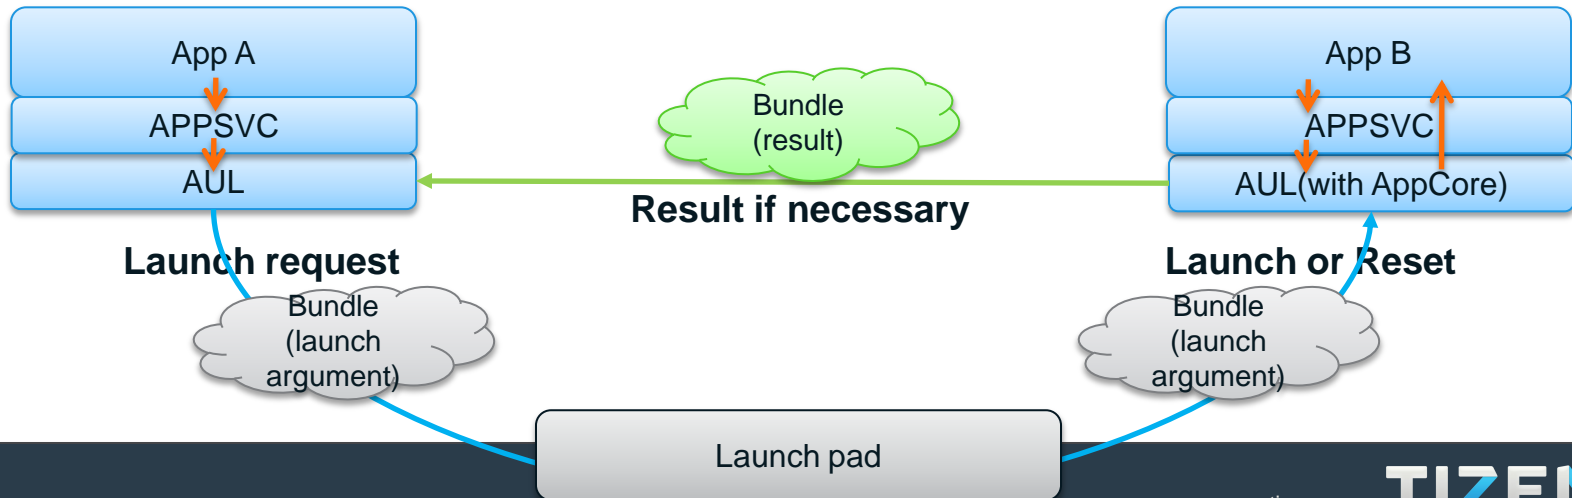 App A
APPSVC
AUL
Launch request
Bundle
(launch
argument)
Bundle
(result)
Result if necessary
App B
APPSVC
AUL(with AppCore)
Launch or Reset
Bundle
(launch
argument)
Launch pad